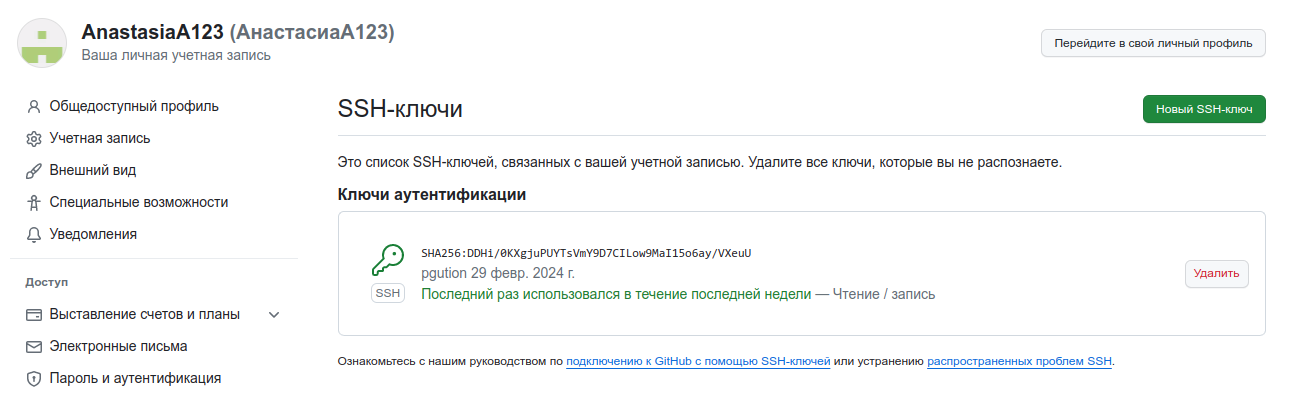 AnastasiaA123 (АнастасиаА123)
Ваша личная учетная запись
Перейдите в свой личный профиль
Общедоступный профиль
Учетная запись
Внешний вид
Специальные возможности
Уведомления
Доступ
Выставление счетов и планы
Электронные письма
Пароль и аутентификация
SSH-ключи
Новый SSH-ключ
Это список SSH-ключей, связанных с вашей учетной записью. Удалите все ключи, которые вы не распознаете.
Ключи аутентификации
SHA256:DDHi/0KXgjuPUYTsVmY9D7CILow9MaI15o6ay/VXeuU
pgution 29 февр. 2024 г.
SSH
Последний раз использовался в течение последней недели — Чтение / запись
Удалить
Ознакомьтесь с нашим руководством по подключению к GitHub с помощью SSH-ключей или устранению распространенных проблем SSH.